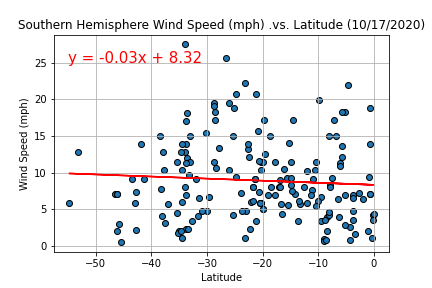 Southern Hemisphere Wind Speed (mph) .vs. Latitude (10/17/2020)
y = -0.03x + 8.32
25
20
15
10
5
0
Wind Speed (mph)
−50 −40 −30 −20 −10 0
Latitude